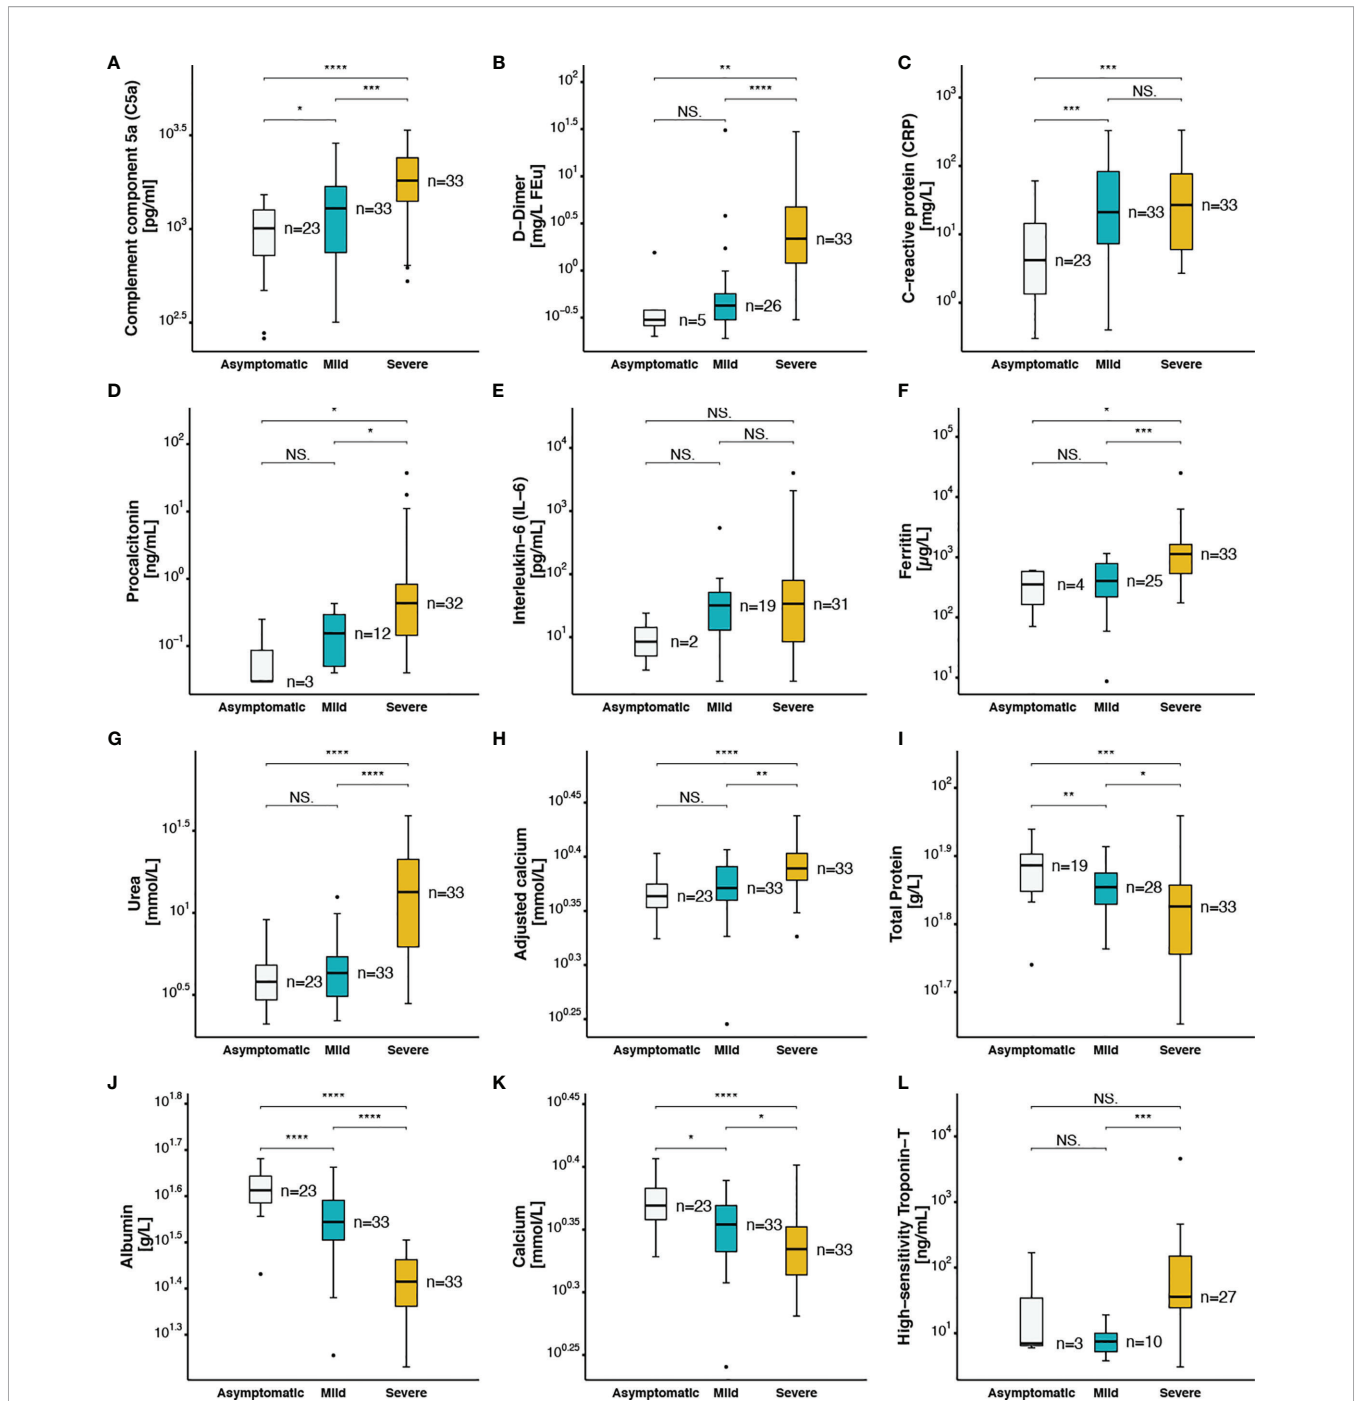 A
Complement component 5a (C5a)
[pg/ml]
10^3.5
10^3
10^2.5
****
***
*
n=23
n=33
n=33
Asymptomatic Mild Severe
B
D-Dimer
[mg/L FEu]
10^2
10^1.5
10^1
10^0.5
10^0
10^-0.5
**
****
NS.
n=5
n=26
n=33
Asymptomatic Mild Severe
C
C-reactive protein (CRP)
[mg/L]
10^3
10^2
10^1
10^0
***
NS.
***
n=23
n=33
n=33
Asymptomatic Mild Severe
D
Procalcitonin
[ng/mL]
10^2
10^1
10^0
10^-1
*
*
NS.
n=3
n=12
n=32
Asymptomatic Mild Severe
E
Interleukin-6 (IL-6)
[pg/mL]
10^4
10^3
10^2
10^1
NS.
NS.
NS.
n=2
n=19
n=31
Asymptomatic Mild Severe
F
Ferritin
[µg/L]
10^5
10^4
10^3
10^2
10^1
*
***
NS.
n=4
n=25
n=33
Asymptomatic Mild Severe
G
Urea
[mmol/L]
10^1.5
10^1
10^0.5
****
****
NS.
n=23
n=33
n=33
Asymptomatic Mild Severe
H
Adjusted calcium
[mmol/L]
10^0.45
10^0.4
10^0.35
10^0.3
10^0.25
****
**
NS.
n=23
n=33
n=33
Asymptomatic Mild Severe
I
Total Protein
[g/L]
10^2
10^1.9
10^1.8
10^1.7
***
*
**
n=19
n=28
n=33
Asymptomatic Mild Severe
J
Albumin
[g/L]
10^1.8
10^1.7
10^1.6
10^1.5
10^1.4
10^1.3
****
****
****
n=23
n=33
n=33
Asymptomatic Mild Severe
K
Calcium
[mmol/L]
10^0.45
10^0.4
10^0.35
10^0.3
10^0.25
****
*
*
n=23
n=33
n=33
Asymptomatic Mild Severe
L
High-sensitivity Troponin-T
[ng/mL]
10^4
10^3
10^2
10^1
NS.
***
NS.
n=3
n=10
n=27
Asymptomatic Mild Severe